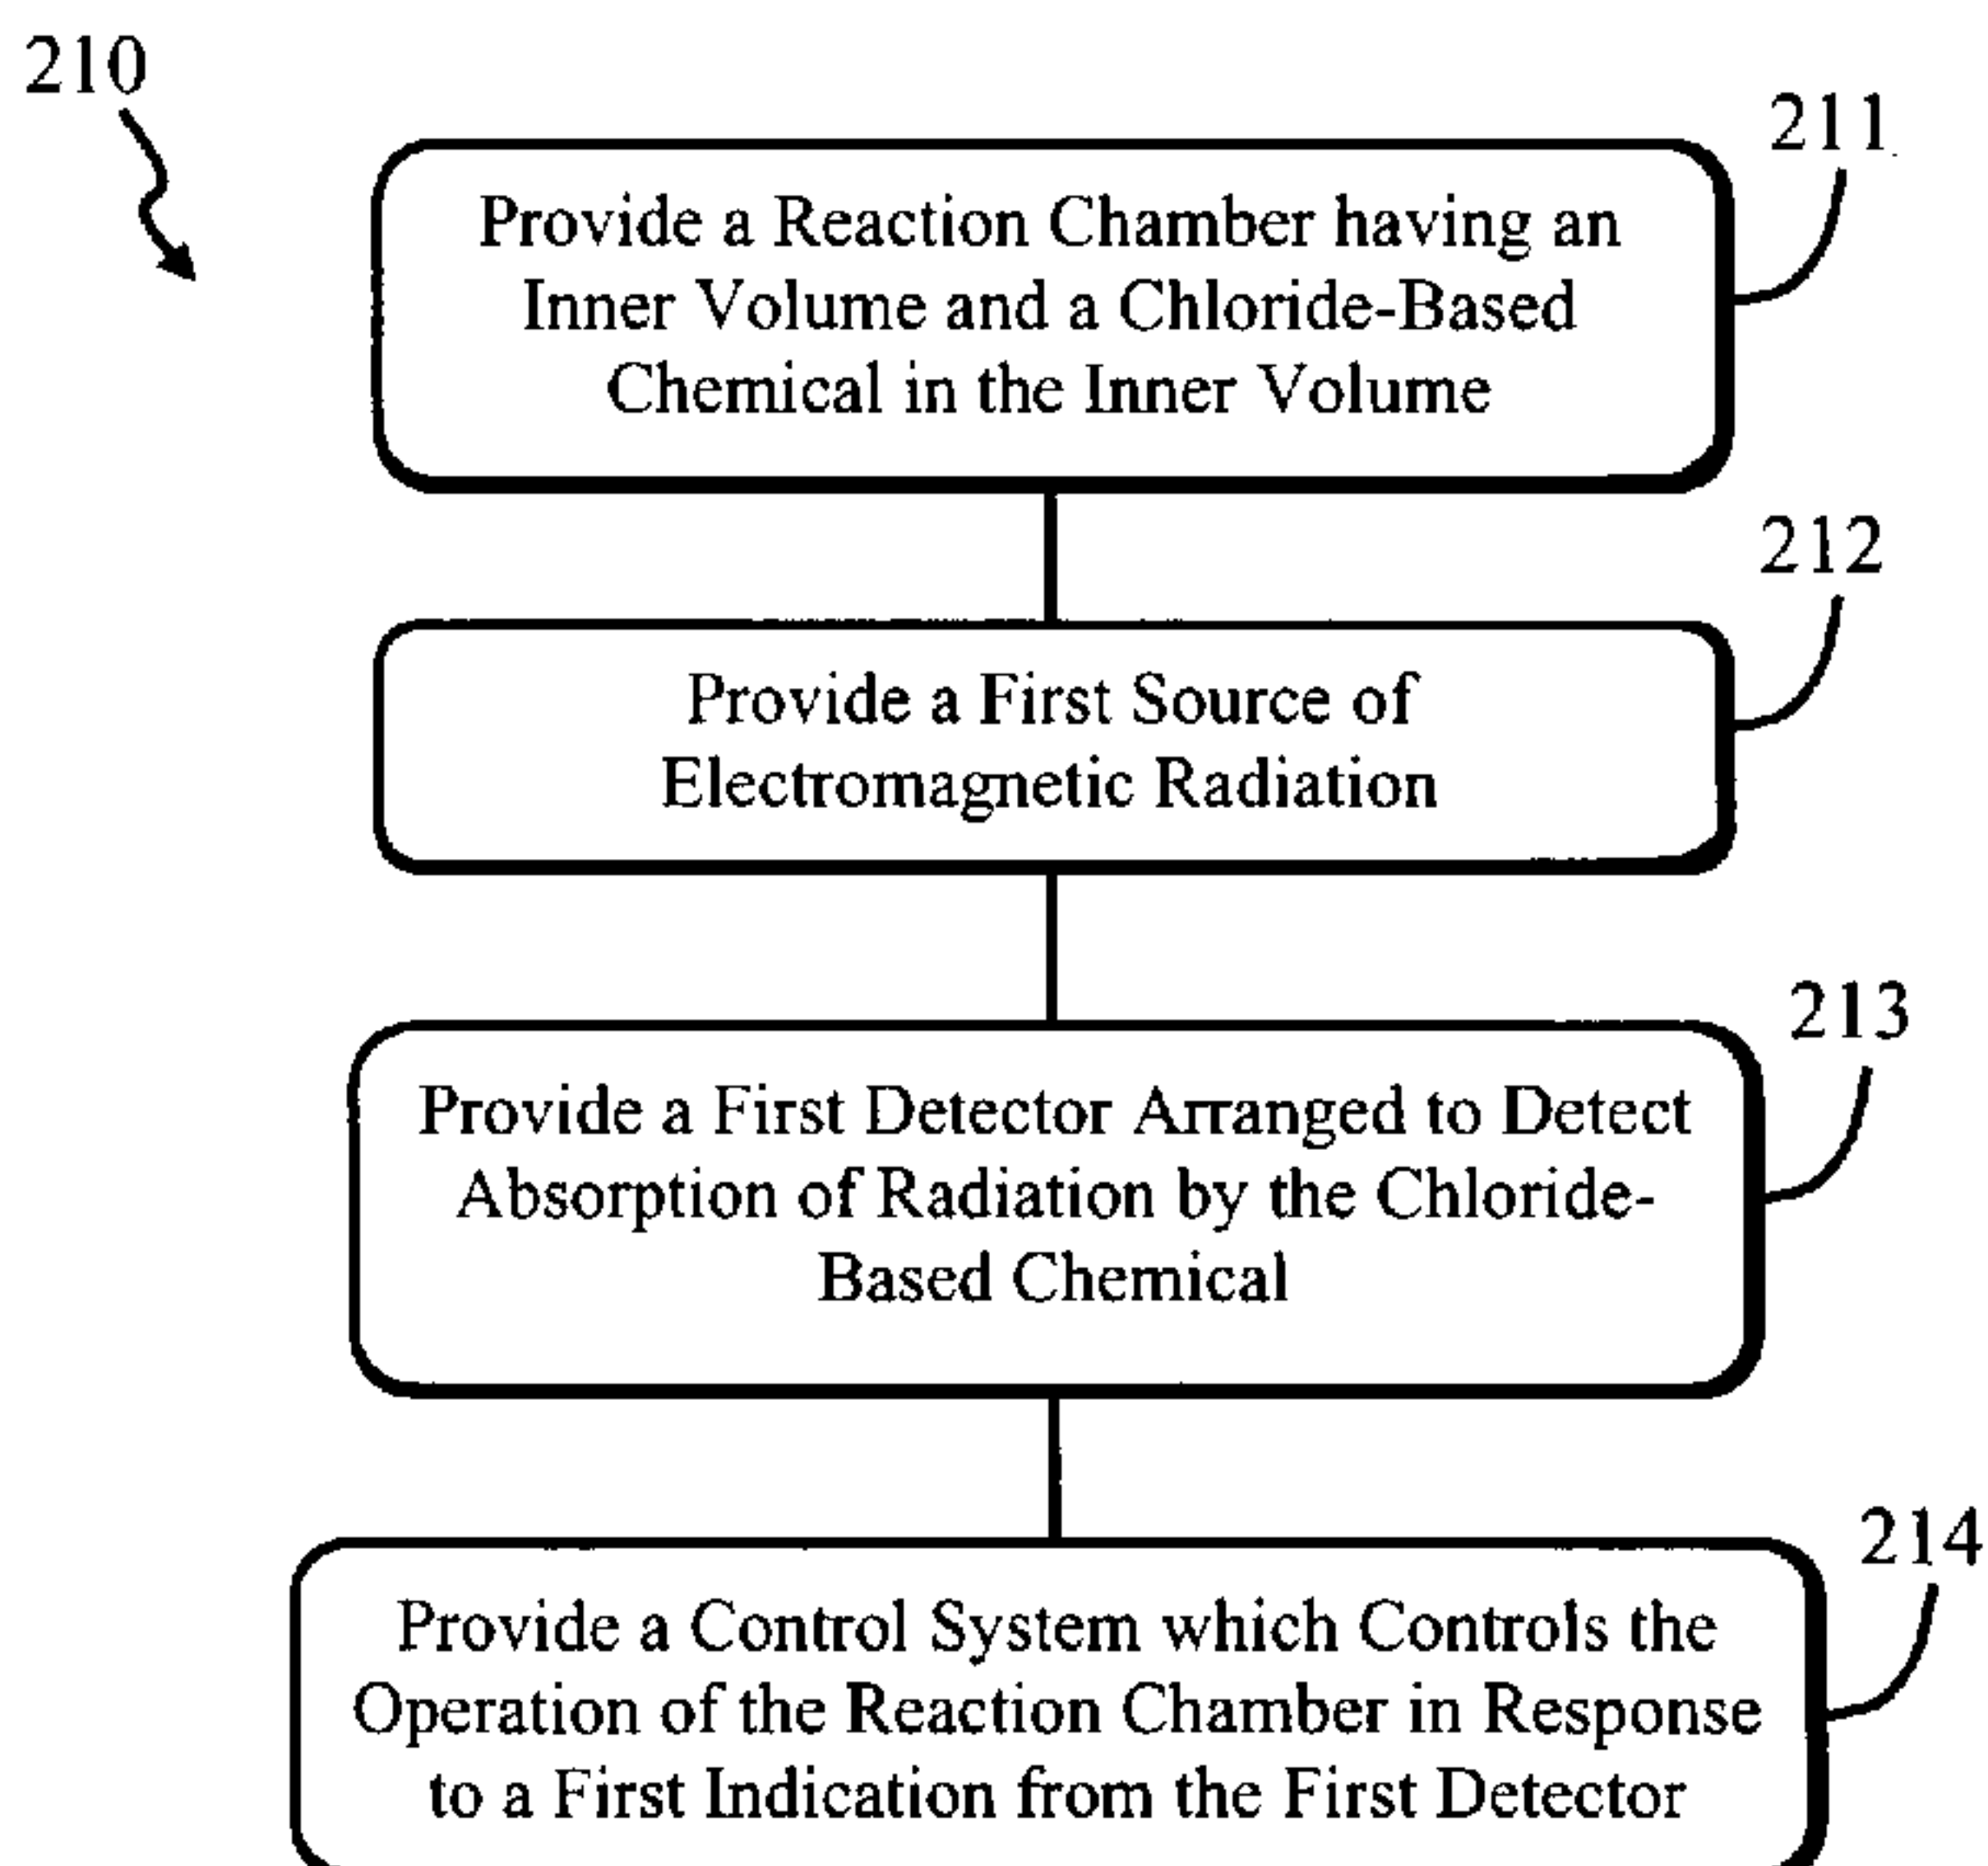 210
211
Provide a Reaction Chamber having an
Inner Volume and a Chloride-Based
Chemical in the Inner Volume
212
Provide a First Source of
Electromagnetic Radiation
213
Provide a First Detector Arranged to Detect
Absorption of Radiation by the Chloride-
Based Chemical
214
Provide a Control System which Controls the
Operation of the Reaction Chamber in Response
to a First Indication from the First Detector